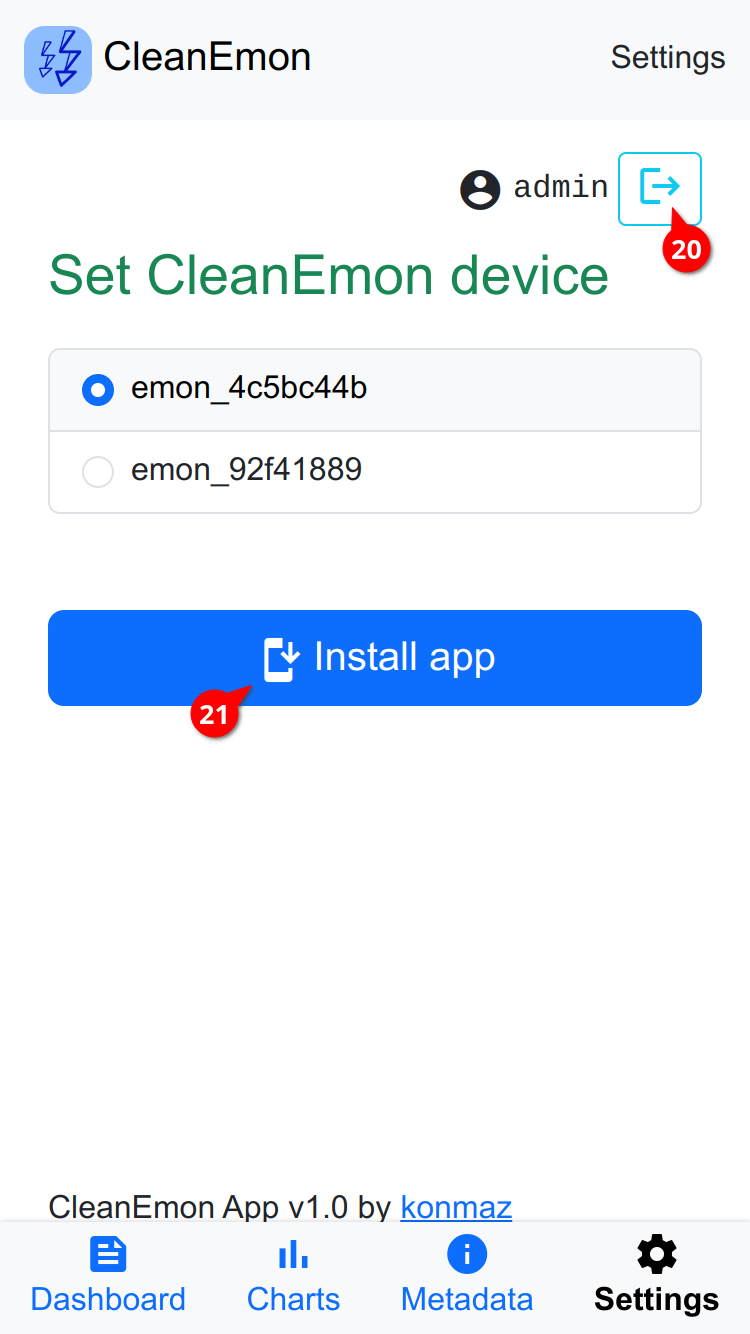 CleanEmon Settings
admin
20
Set CleanEmon device
emon_4c5bc44b
emon_92f41889
Install app
21
CleanEmon App v1.0 by konmaz
Dashboard Charts Metadata Settings